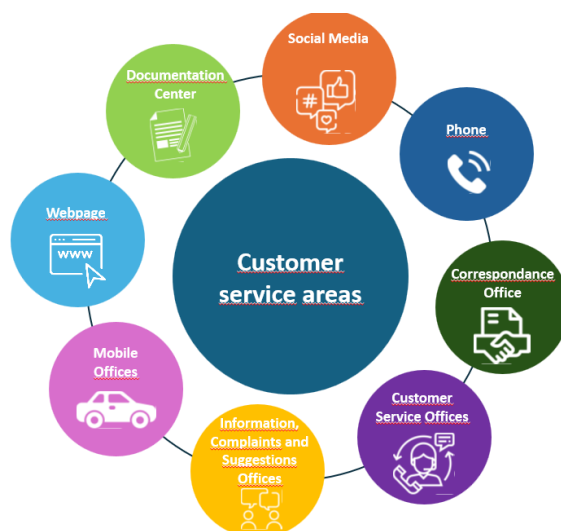 Social Media
Documentation
Center
Phone
Webpage
www
Customer
service areas
Correspondance
Office
Mobile
Offices
Customer
Service Offices
Information,
Complaints and
Suggestions
Offices
#